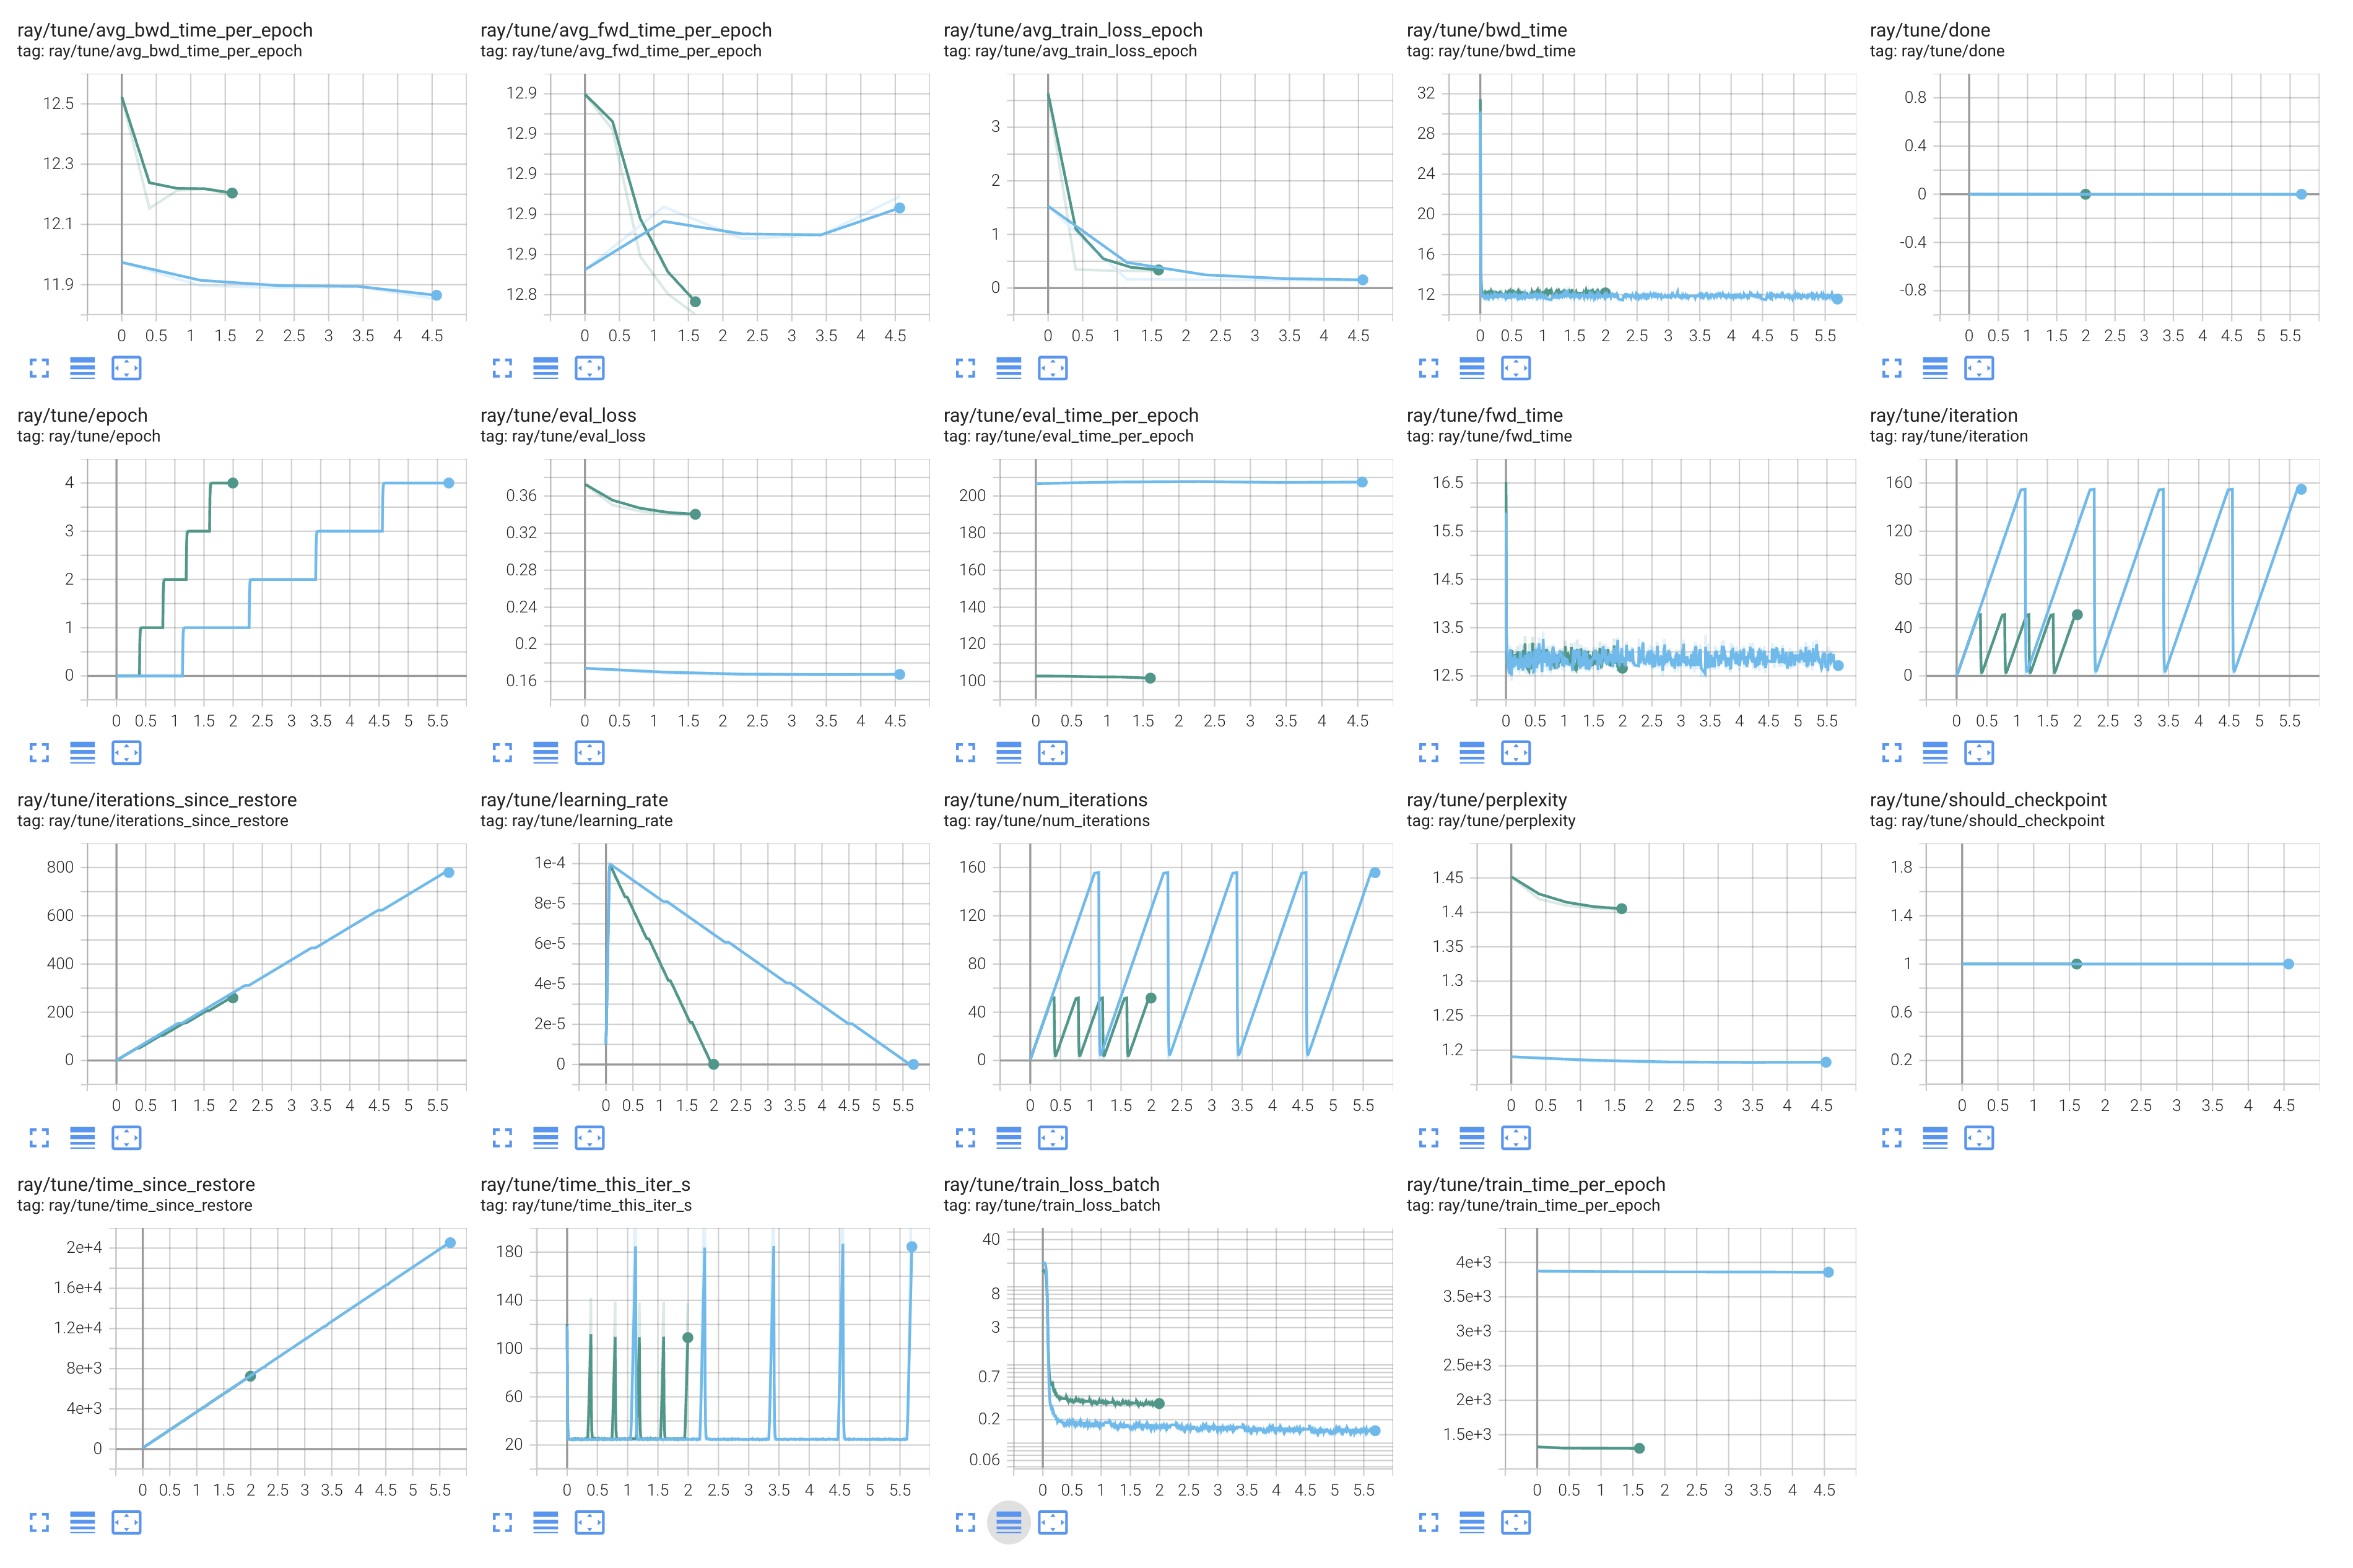 ray/tune/avg_bwd_time_per_epoch
tag: ray/tune/avg_bwd_time_per_epoch
12.5
12.3
12.1
11.9
0 0.5 1 1.5 2 2.5 3 3.5 4 4.5
ray/tune/avg_fwd_time_per_epoch
tag: ray/tune/avg_fwd_time_per_epoch
12.9
12.9
12.9
12.9
12.9
12.8
0 0.5 1 1.5 2 2.5 3 3.5 4 4.5
ray/tune/avg_train_loss_epoch
tag: ray/tune/avg_train_loss_epoch
3
2
1
0
0 0.5 1 1.5 2 2.5 3 3.5 4 4.5
ray/tune/bwd_time
tag: ray/tune/bwd_time
32
28
24
20
16
12
0 0.5 1 1.5 2 2.5 3 3.5 4 4.5 5 5.5
ray/tune/done
tag: ray/tune/done
0.8
0.4
0
-0.4
-0.8
0 0.5 1 1.5 2 2.5 3 3.5 4 4.5 5 5.5
ray/tune/epoch
tag: ray/tune/epoch
4
3
2
1
0
0 0.5 1 1.5 2 2.5 3 3.5 4 4.5 5 5.5
ray/tune/eval_loss
tag: ray/tune/eval_loss
0.36
0.32
0.28
0.24
0.2
0.16
0 0.5 1 1.5 2 2.5 3 3.5 4 4.5
ray/tune/eval_time_per_epoch
tag: ray/tune/eval_time_per_epoch
200
180
160
140
120
100
0 0.5 1 1.5 2 2.5 3 3.5 4 4.5
ray/tune/fwd_time
tag: ray/tune/fwd_time
16.5
15.5
14.5
13.5
12.5
0 0.5 1 1.5 2 2.5 3 3.5 4 4.5 5 5.5
ray/tune/iteration
tag: ray/tune/iteration
160
120
80
40
0
0 0.5 1 1.5 2 2.5 3 3.5 4 4.5 5 5.5
ray/tune/iterations_since_restore
tag: ray/tune/iterations_since_restore
800
600
400
200
0
0 0.5 1 1.5 2 2.5 3 3.5 4 4.5 5 5.5
ray/tune/learning_rate
tag: ray/tune/learning_rate
1e-4
8e-5
6e-5
4e-5
2e-5
0
0 0.5 1 1.5 2 2.5 3 3.5 4 4.5 5 5.5
ray/tune/num_iterations
tag: ray/tune/num_iterations
160
120
80
40
0
0 0.5 1 1.5 2 2.5 3 3.5 4 4.5 5 5.5
ray/tune/perplexity
tag: ray/tune/perplexity
1.45
1.4
1.35
1.3
1.25
1.2
0 0.5 1 1.5 2 2.5 3 3.5 4 4.5
ray/tune/should_checkpoint
tag: ray/tune/should_checkpoint
1.8
1.4
1
0.6
0.2
0 0.5 1 1.5 2 2.5 3 3.5 4 4.5
ray/tune/time_since_restore
tag: ray/tune/time_since_restore
2e+4
1.6e+4
1.2e+4
8e+3
4e+3
0
0 0.5 1 1.5 2 2.5 3 3.5 4 4.5 5 5.5
ray/tune/time_this_iter_s
tag: ray/tune/time_this_iter_s
180
140
100
60
20
0 0.5 1 1.5 2 2.5 3 3.5 4 4.5 5 5.5
ray/tune/train_loss_batch
tag: ray/tune/train_loss_batch
40
8
3
0.7
0.2
0.06
0 0.5 1 1.5 2 2.5 3 3.5 4 4.5 5 5.5
ray/tune/train_time_per_epoch
tag: ray/tune/train_time_per_epoch
4e+3
3.5e+3
3e+3
2.5e+3
2e+3
1.5e+3
0 0.5 1 1.5 2 2.5 3 3.5 4 4.5